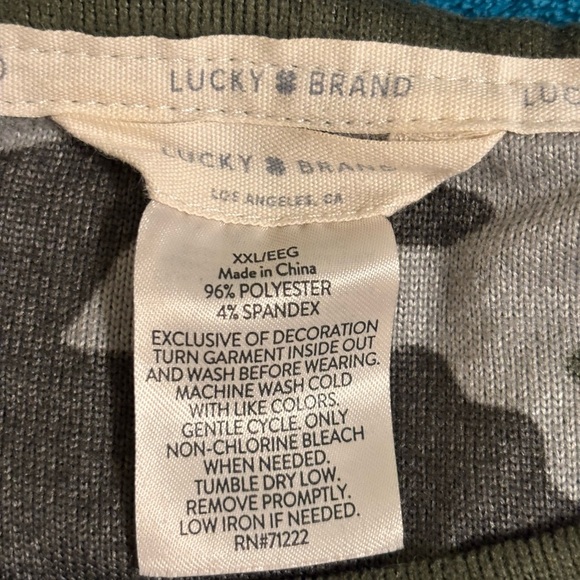 LUCKY BRAND
LUC
LUCKY BRAND
LOS ANGELES, CA
XXL/EEG
Made in China
96% POLYESTER
4% SPANDEX
EXCLUSIVE OF DECORATION
TURN GARMENT INSIDE OUT
AND WASH BEFORE WEARING.
MACHINE WASH COLD
WITH LIKE COLORS.
GENTLE CYCLE. ONLY
NON-CHLORINE BLEACH
WHEN NEEDED.
TUMBLE DRY LOW.
REMOVE PROMPTLY.
LOW IRON IF NEEDED.
RN#71222